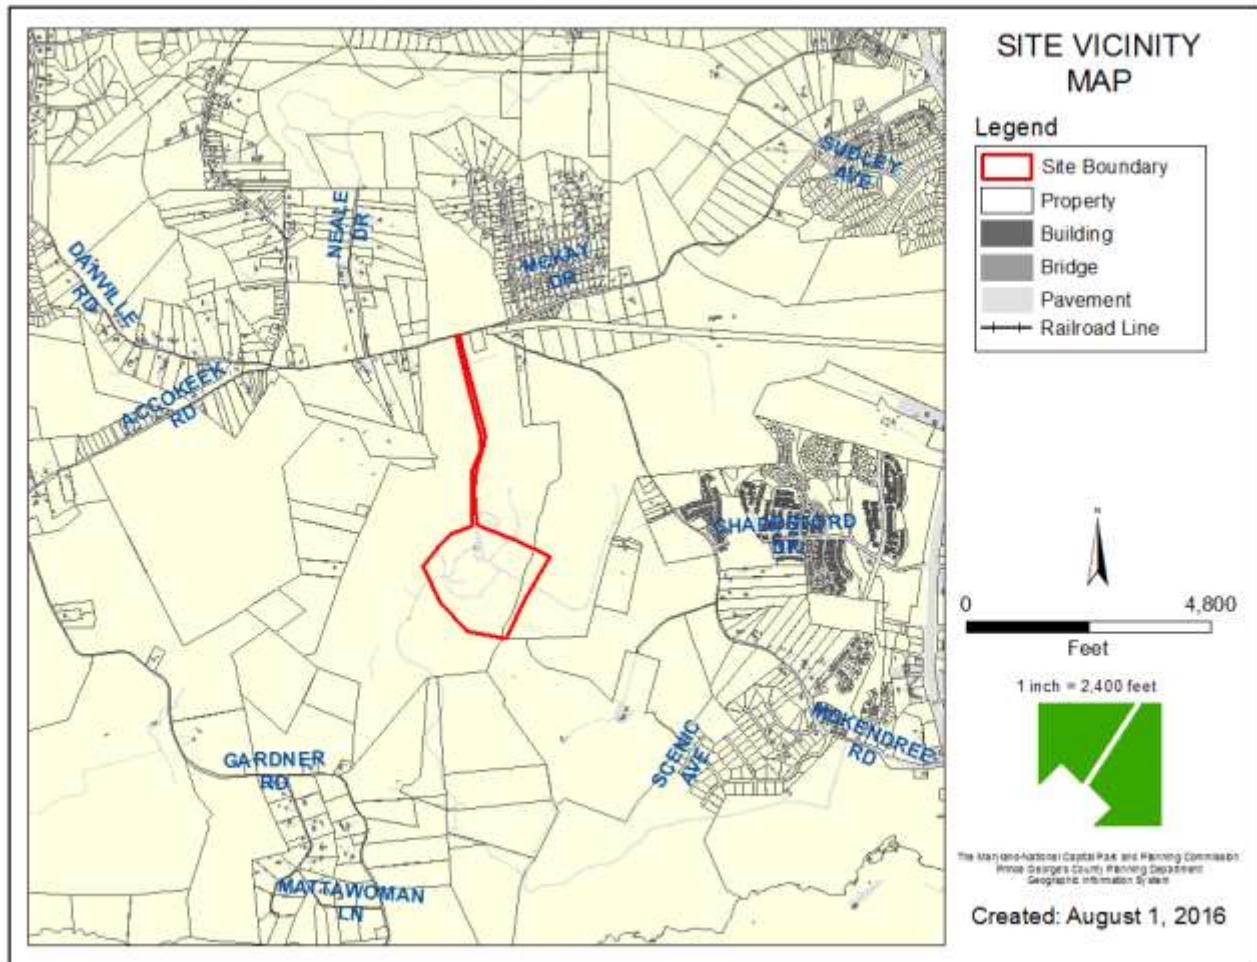 SITE VICINITY
MAP
Legend
Site Boundary
Property
Building
Bridge
Pavement
Railroad Line
SUDLEY
AVE
NEALE
DR
MCKAY
DR
DANVILLE
RD
ACCOKEEK
RD
CHADDSFORD
DR
SCENIC
AVE
MCKENDREE
RD
GARDNER
RD
MATTAWOMAN
LN
N
0 4,800
Feet
1 inch = 2,400 feet
The Maryland-National Capital Park and Planning Commission
Prince George's County Planning Department
Geographic Information System
Created: August 1, 2016